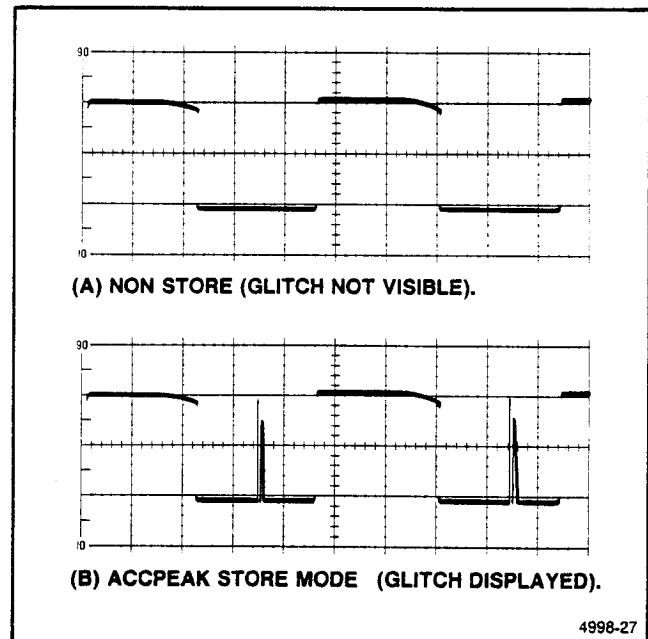 90
10
(A) NON STORE (GLITCH NOT VISIBLE).
90
10
(B) ACCPEAK STORE MODE (GLITCH DISPLAYED).
4998-27